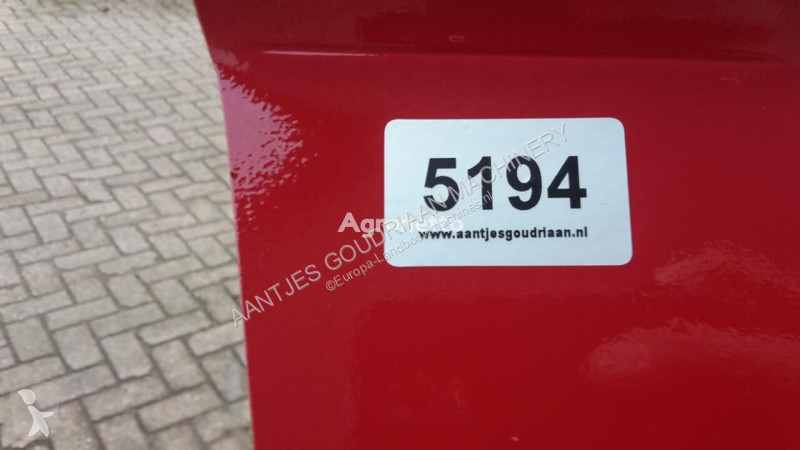 5194
www.aantjesgoudriaan.nl
AANTJES GOUDRIAAN MACHINERY
©Europa-Landbouwmachines.nl